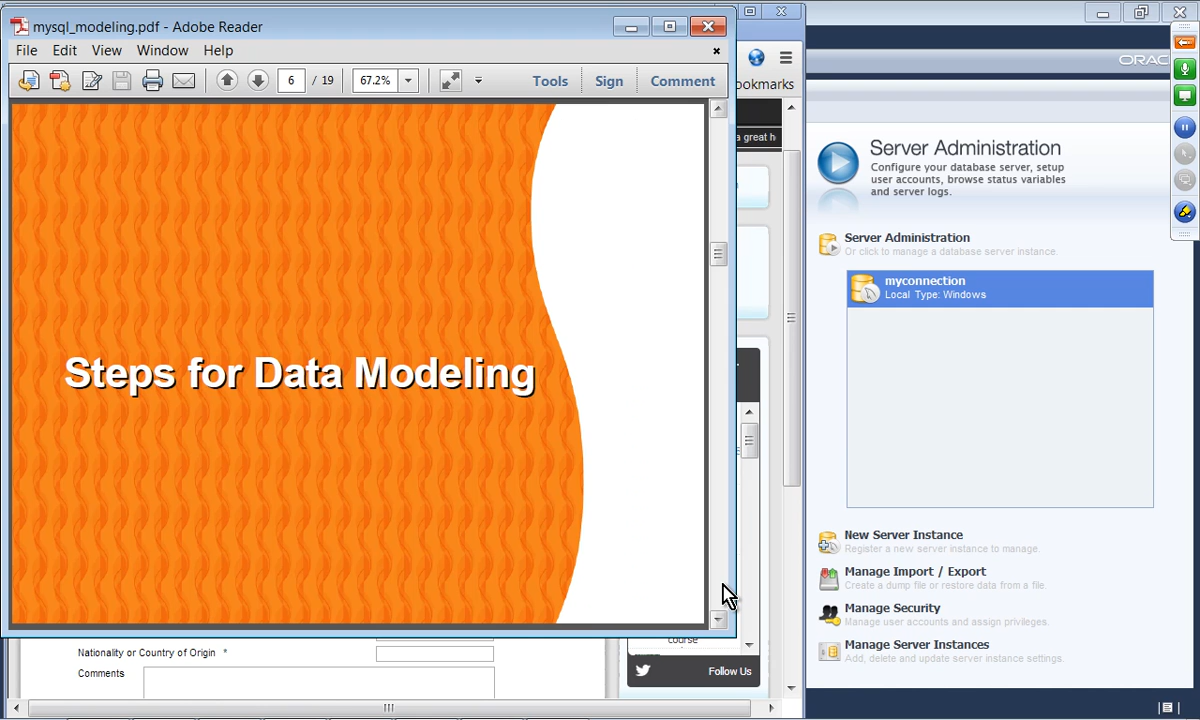 mysql_modeling.pdf - Adobe Reader
File Edit View Window Help
6 / 19 67.2% Tools Sign Comment
Steps for Data Modeling
ookmarks
a great h
course
Follow Us
Nationality or Country of Origin *
Comments
ORAC
Server Administration
Configure your database server, setup
user accounts, browse status variables
and server logs.
Server Administration
Or click to manage a database server instance.
myconnection
Local Type: Windows
New Server Instance
Register a new server instance to manage.
Manage Import / Export
Create a dump file or restore data from a file.
Manage Security
Manage user accounts and assign privileges.
Manage Server Instances
Add, delete and update server instance settings.